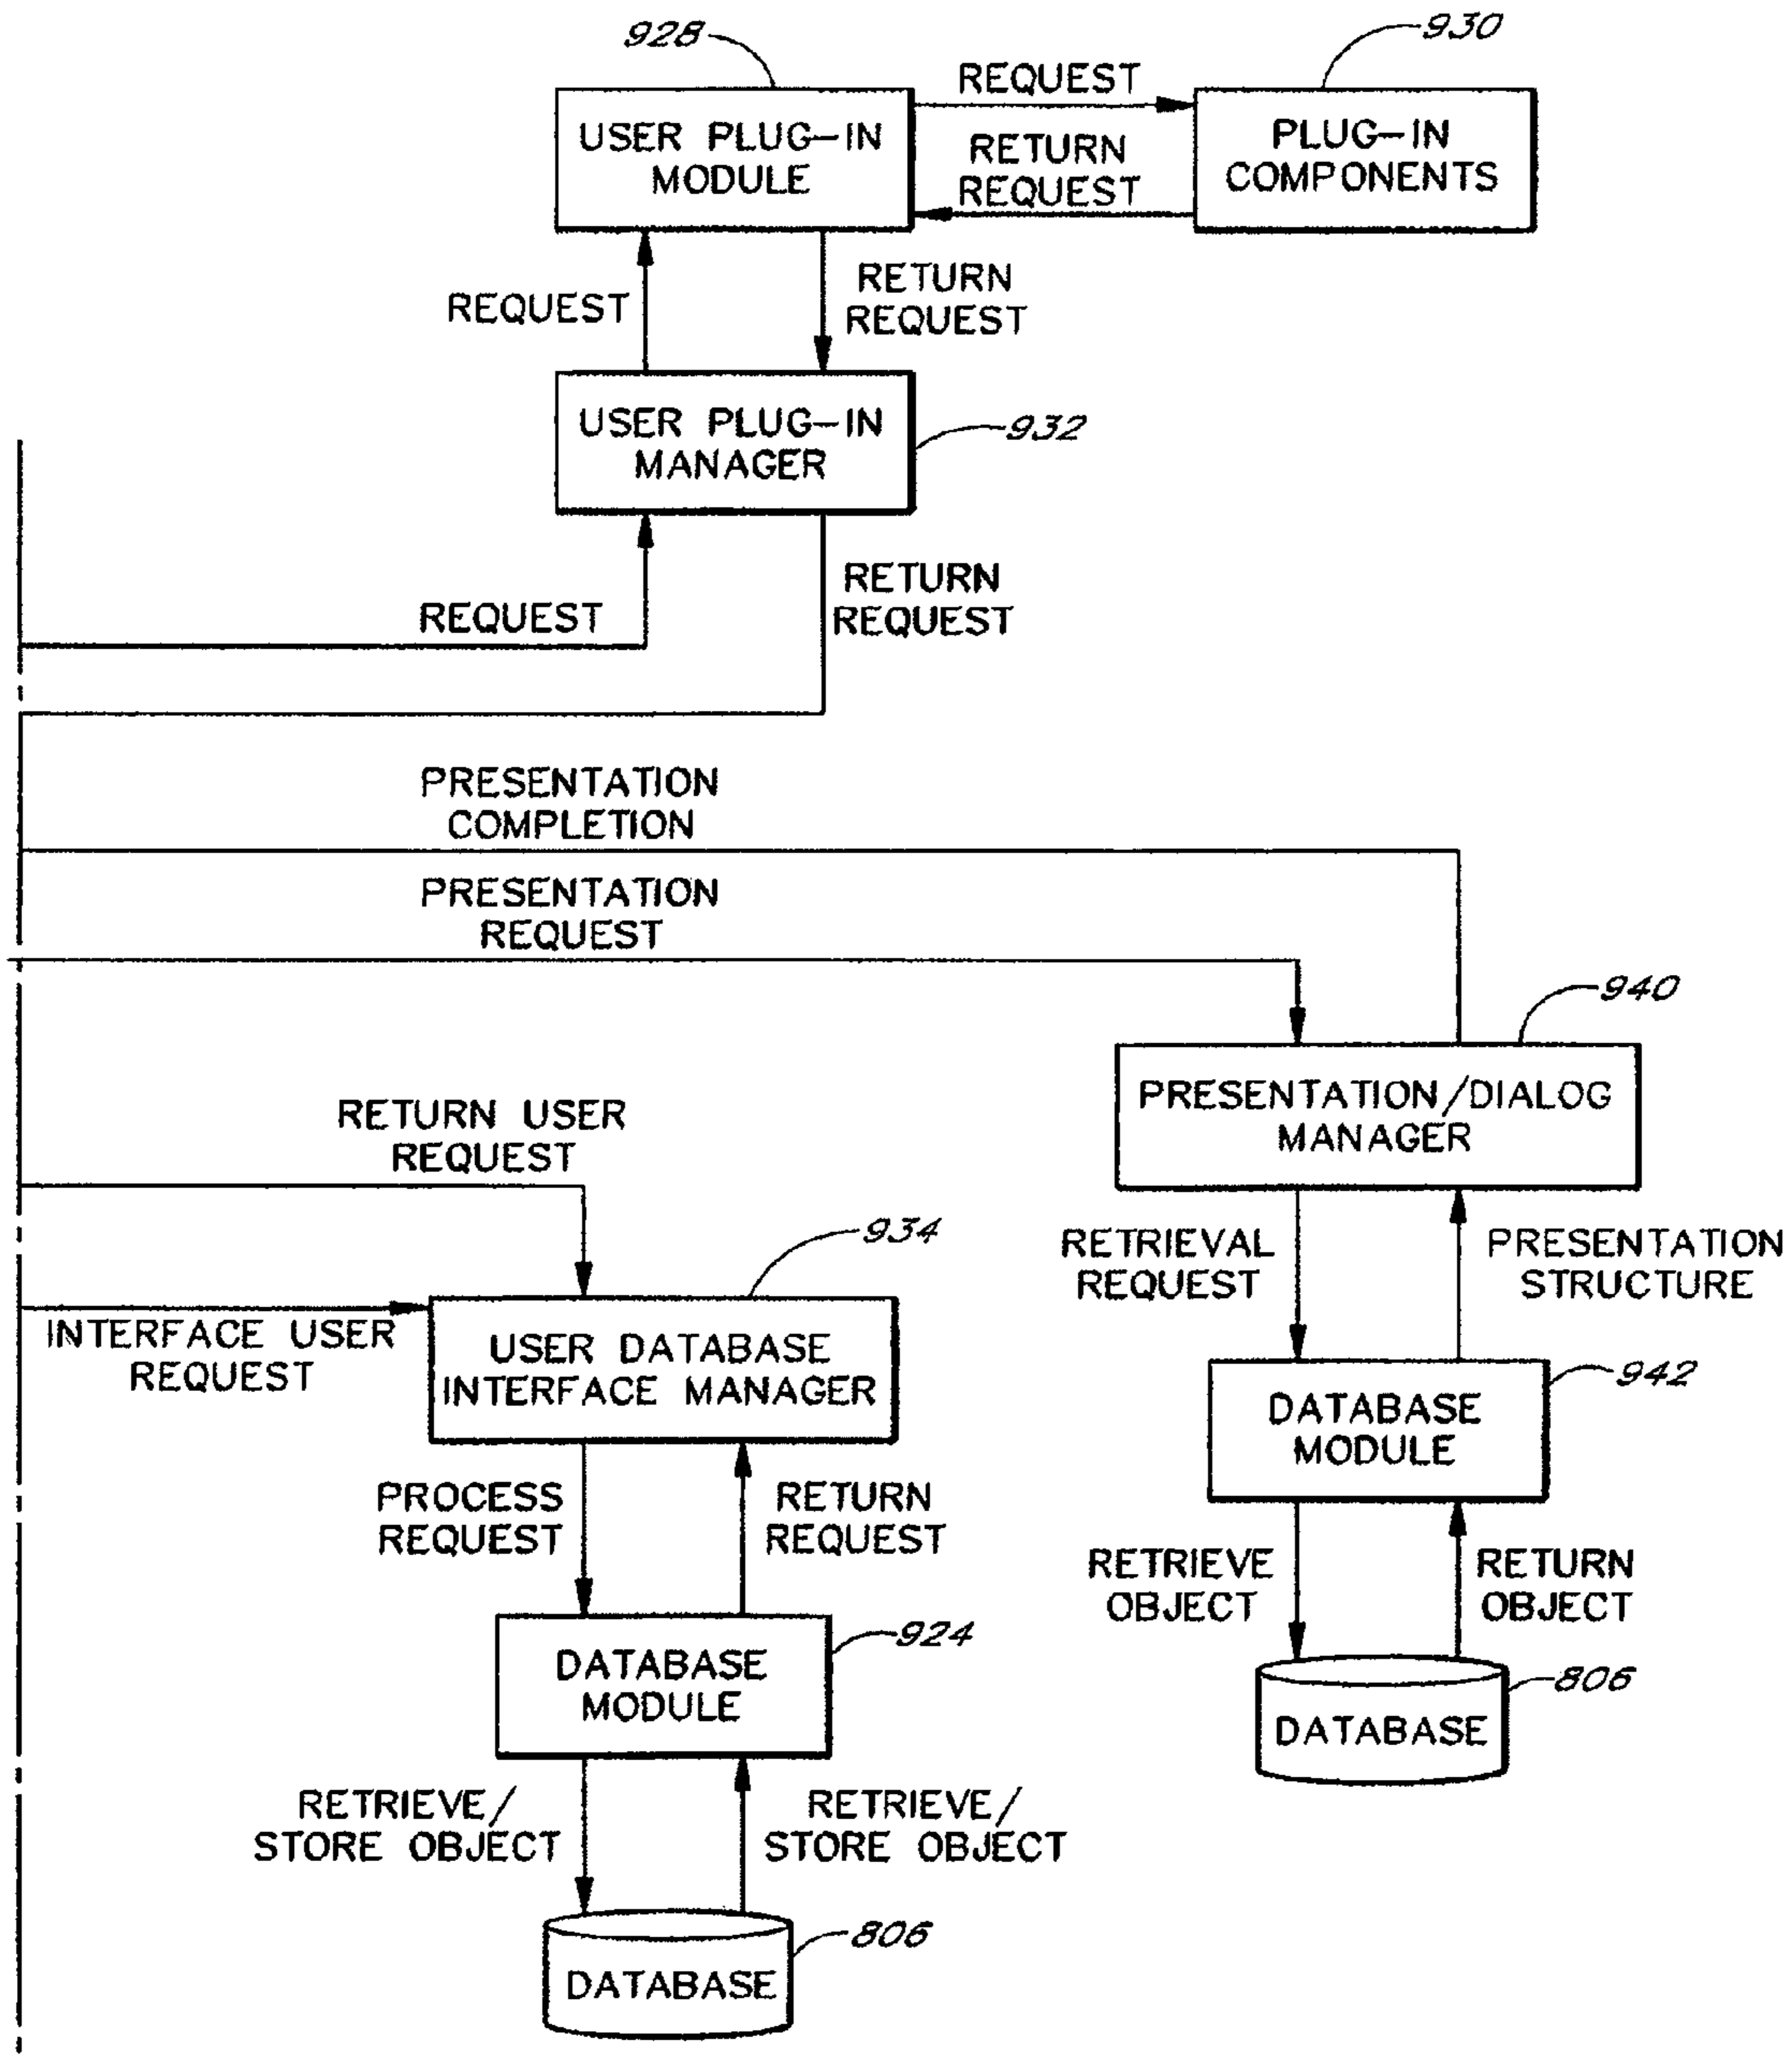 928
930
REQUEST
USER PLUG-IN
MODULE
RETURN
REQUEST
PLUG-IN
COMPONENTS
REQUEST
RETURN
REQUEST
USER PLUG-IN
MANAGER
932
REQUEST
RETURN
REQUEST
PRESENTATION
COMPLETION
PRESENTATION
REQUEST
940
PRESENTATION/DIALOG
MANAGER
RETURN USER
REQUEST
934
RETRIEVAL
REQUEST
PRESENTATION
STRUCTURE
INTERFACE USER
REQUEST
USER DATABASE
INTERFACE MANAGER
942
DATABASE
MODULE
PROCESS
REQUEST
RETURN
REQUEST
RETRIEVE
OBJECT
RETURN
OBJECT
924
DATABASE
MODULE
806
DATABASE
RETRIEVE/
STORE OBJECT
RETRIEVE/
STORE OBJECT
806
DATABASE